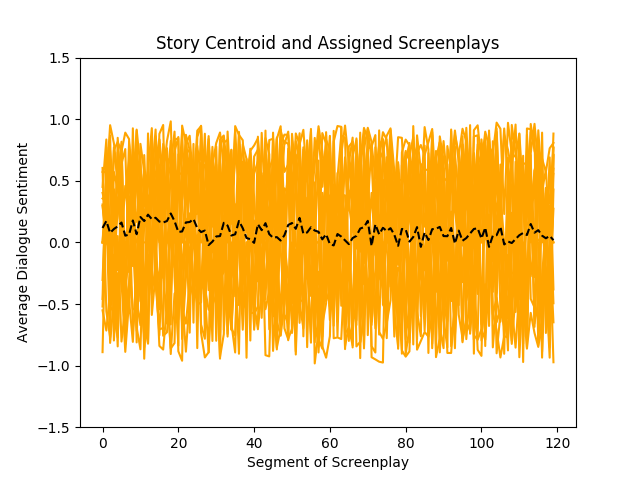 Story Centroid and Assigned Screenplays
1.5
1.0
0.5
0.0
−0.5
−1.0
−1.5
Average Dialogue Sentiment
0 20 40 60 80 100 120
Segment of Screenplay